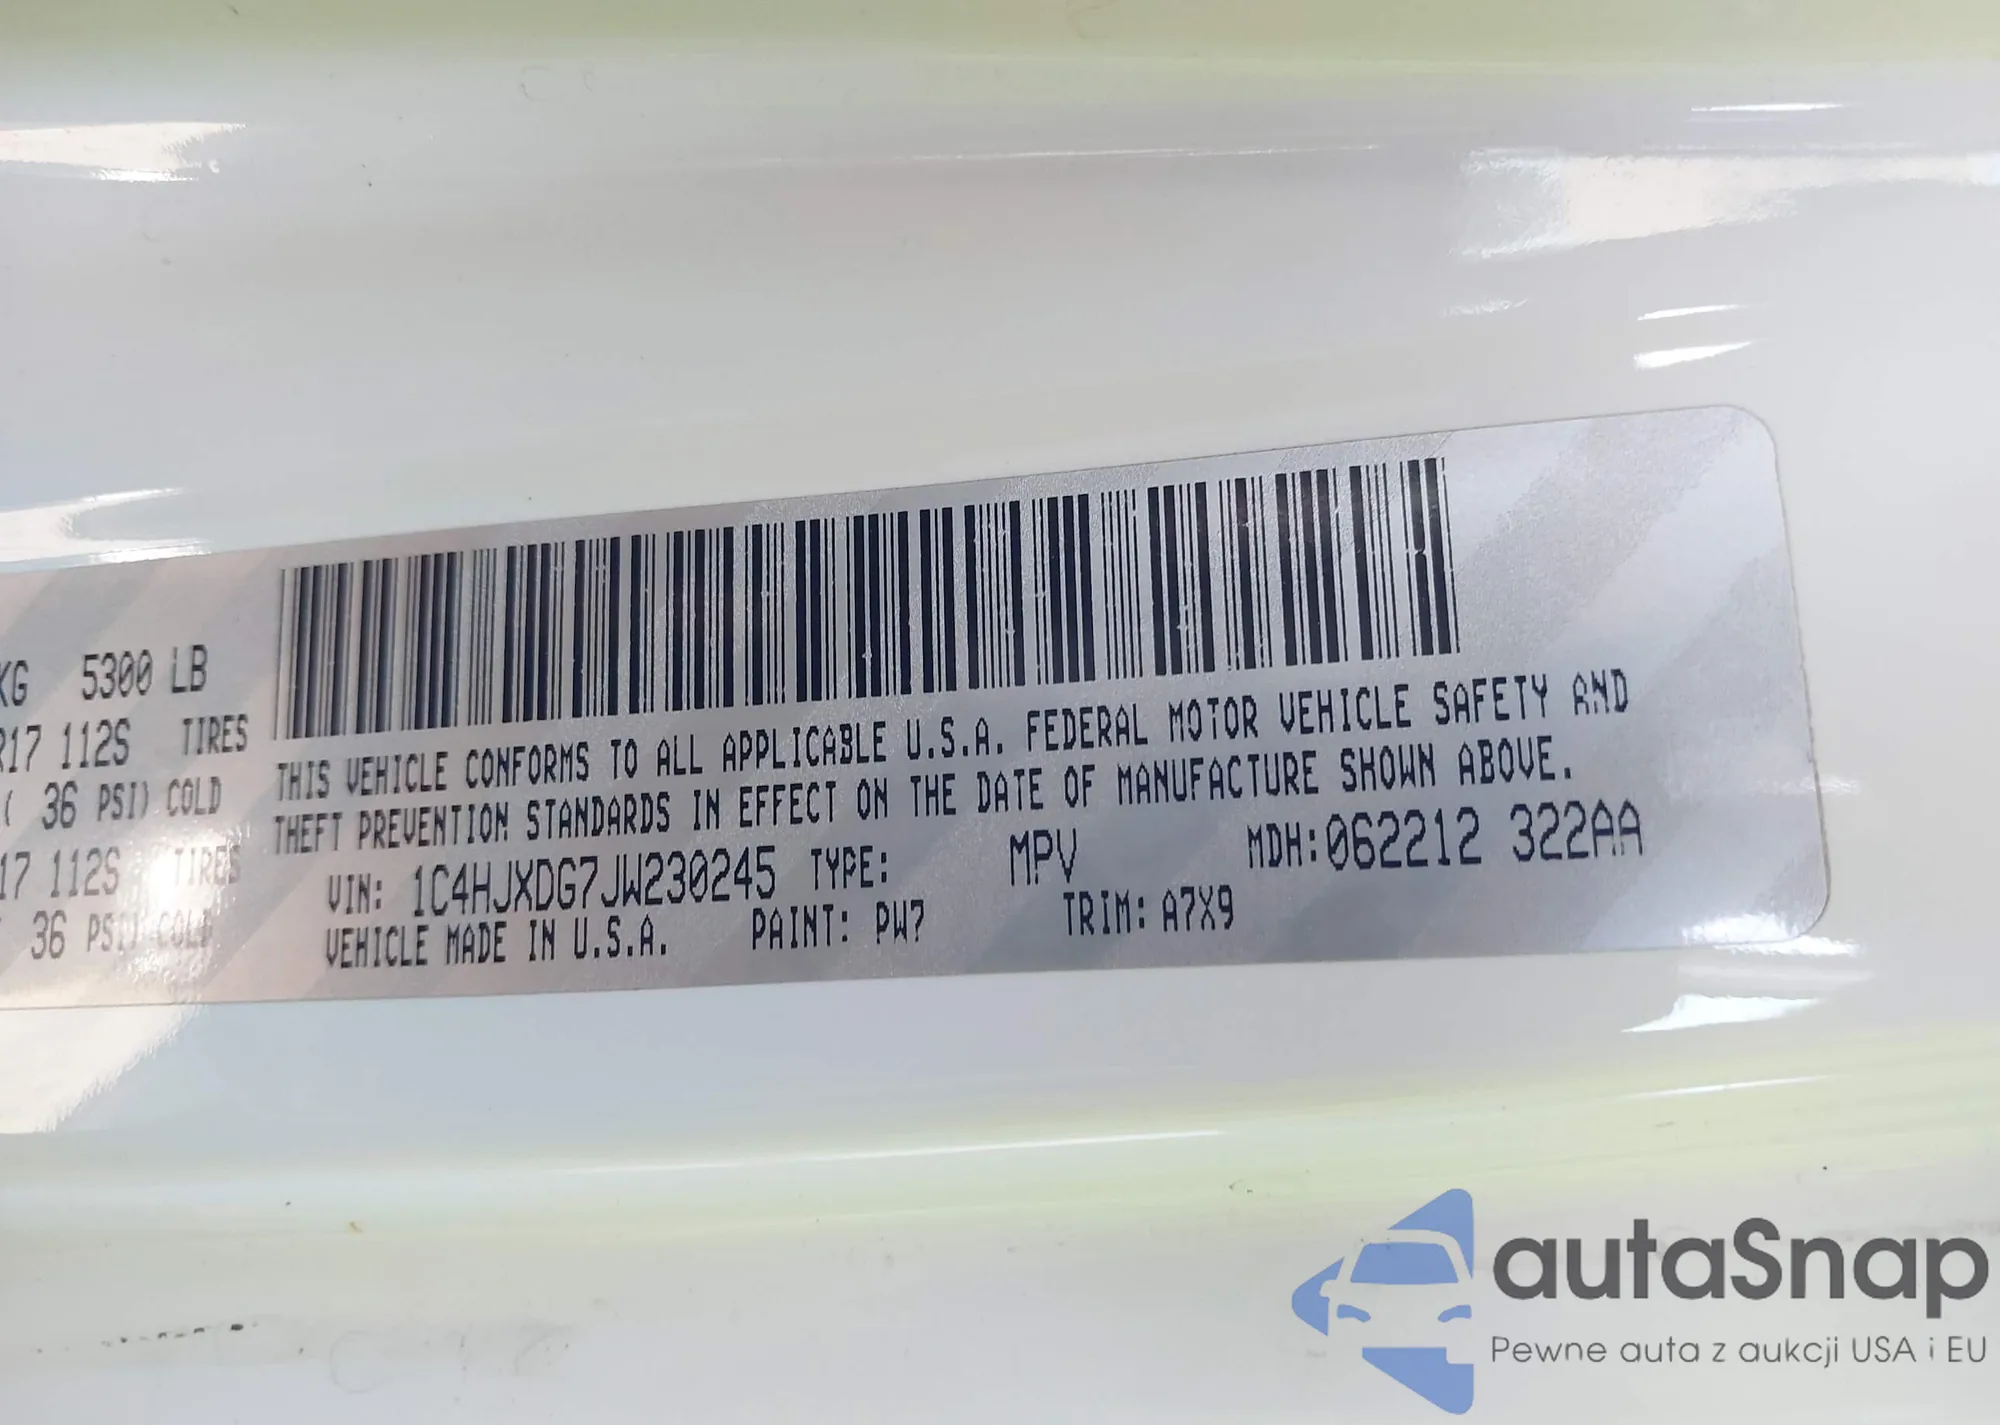 KG 5300 LB
R17 112S TIRES
( 36 PSI) COLD
17 112S TIRES
36 PSI) COLD
THIS VEHICLE CONFORMS TO ALL APPLICABLE U.S.A. FEDERAL MOTOR VEHICLE SAFETY AND
THEFT PREVENTION STANDARDS IN EFFECT ON THE DATE OF MANUFACTURE SHOWN ABOVE.
VIN: 1C4HJXDG7JW230245 TYPE: MPV MDH:062212 322AA
VEHICLE MADE IN U.S.A. PAINT: PW7 TRIM: A7X9
autaSnap
Pewne auta z aukcji USA i EU